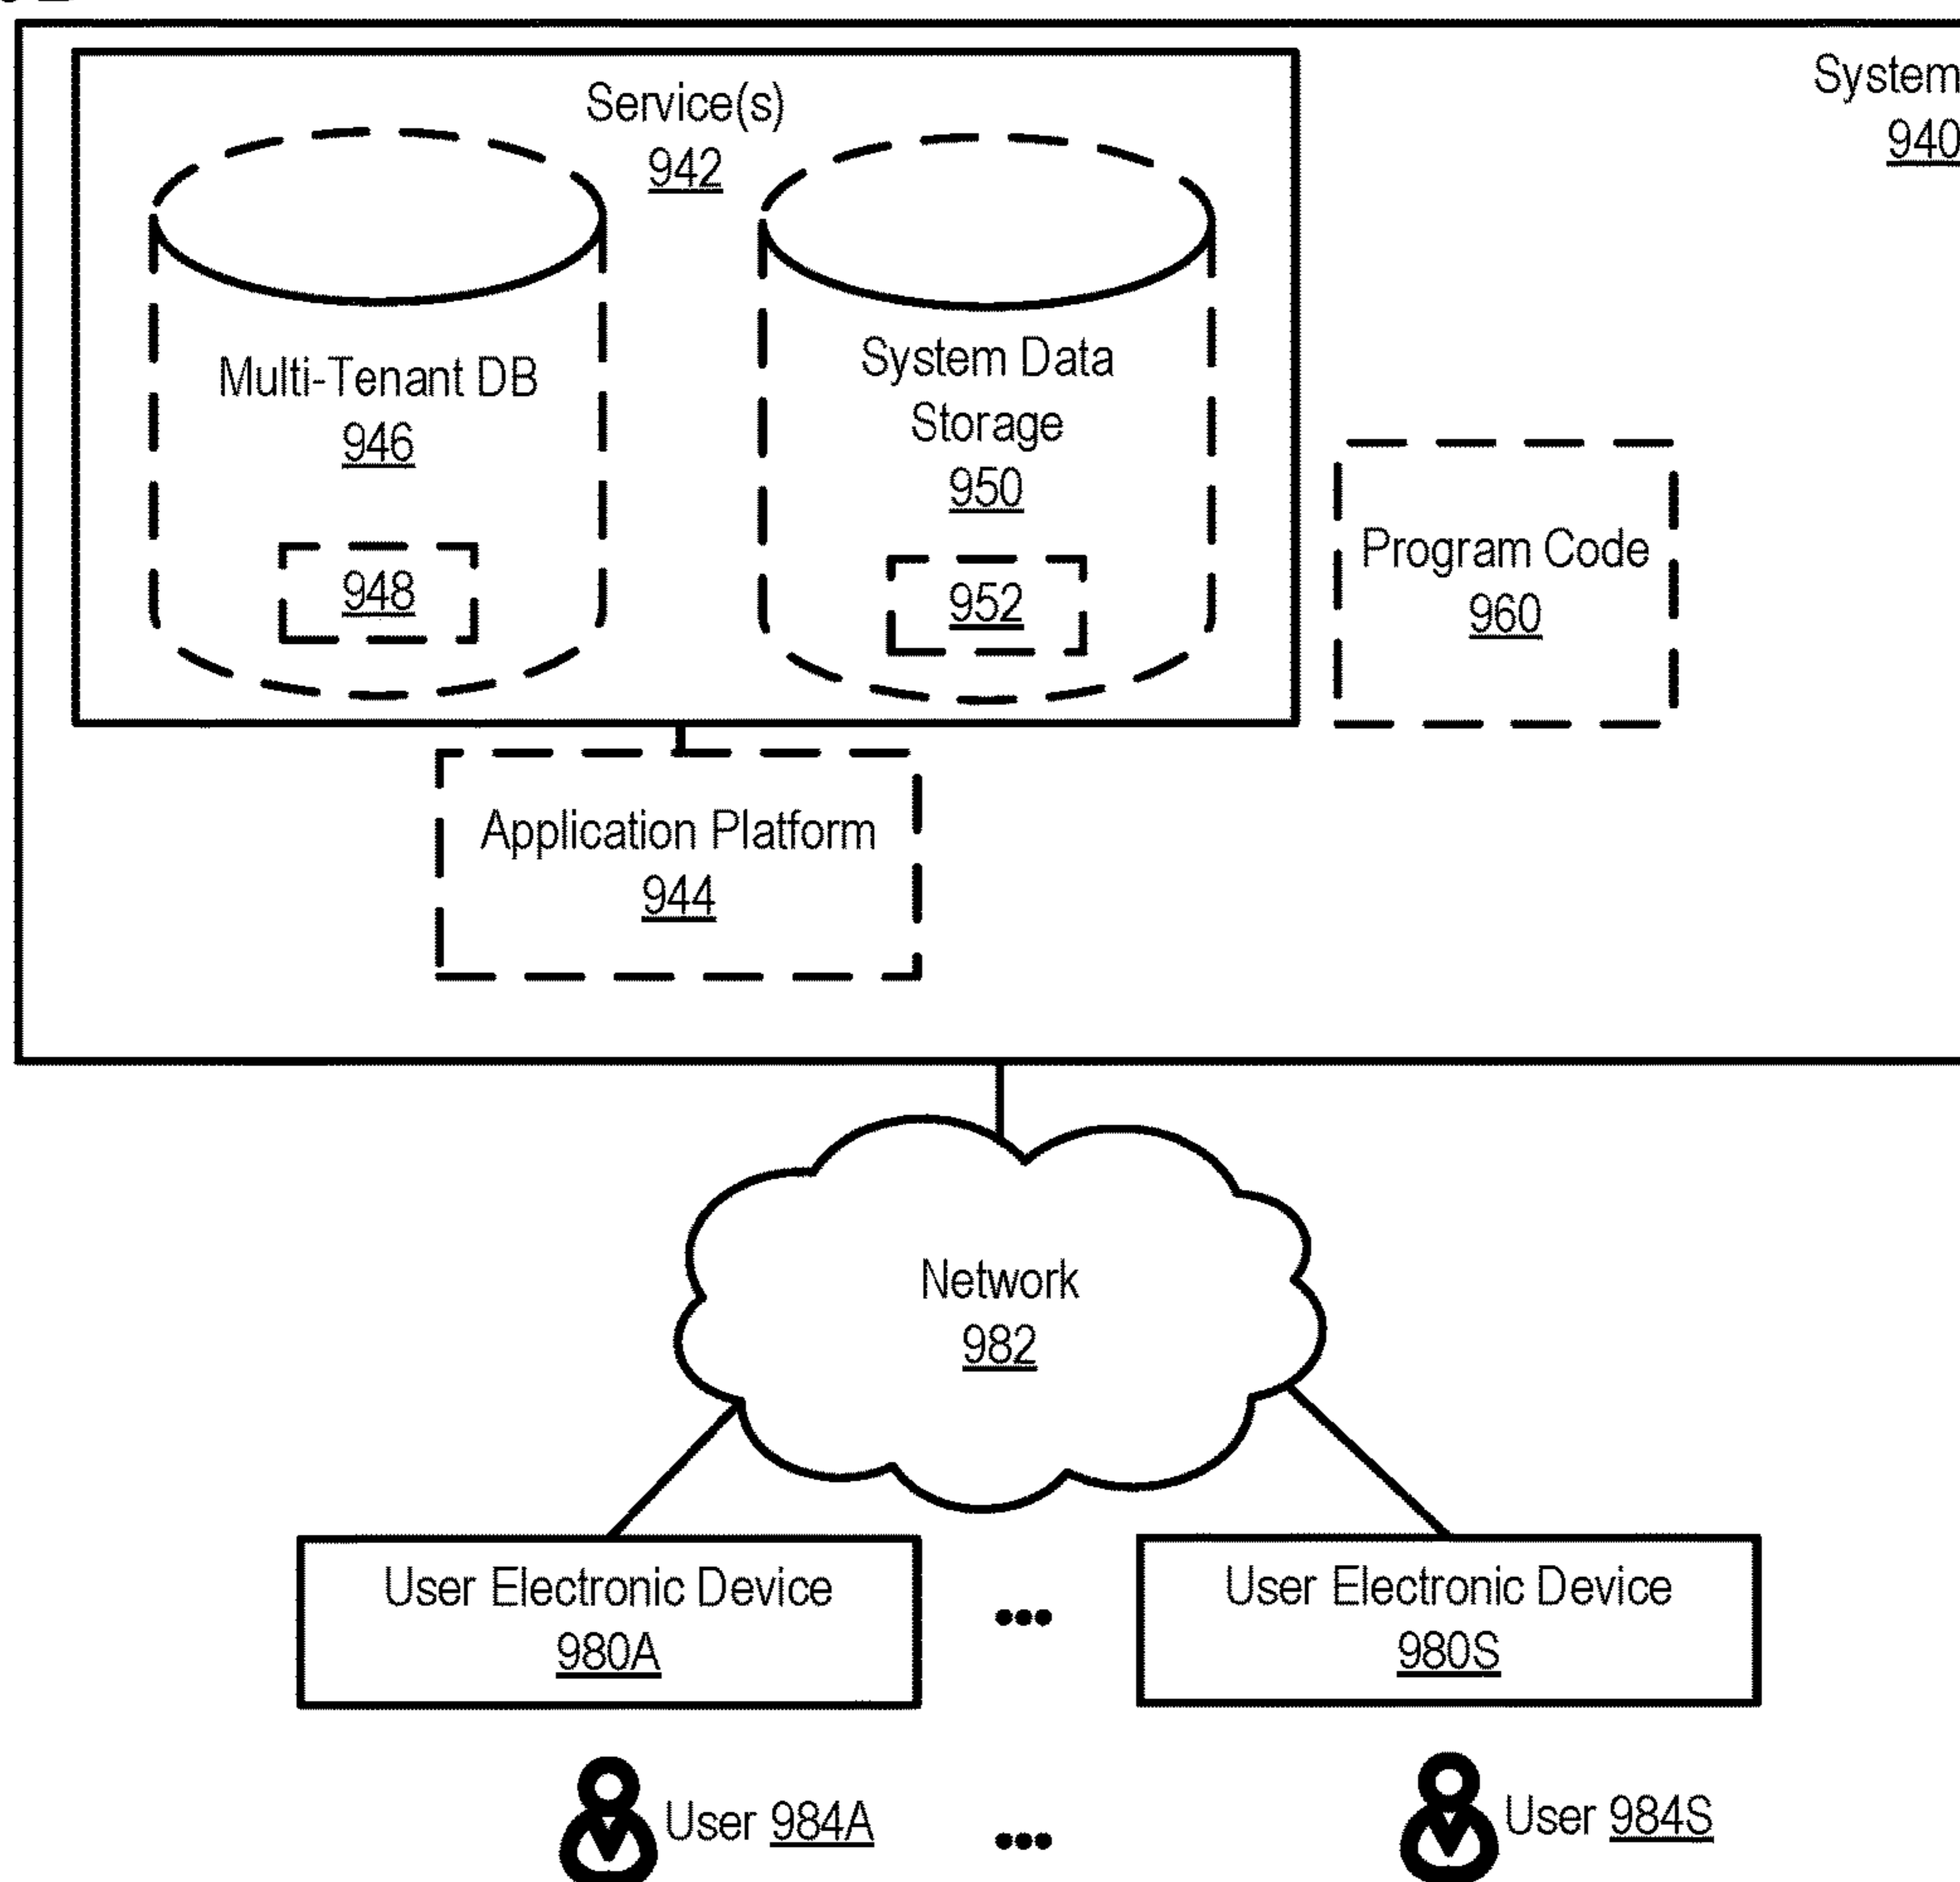 Service(s)
942
System
940
Multi-Tenant DB
946
948
System Data
Storage
950
952
Program Code
960
Application Platform
944
Network
982
User Electronic Device
980A
...
User Electronic Device
980S
User 984A
...
User 984S